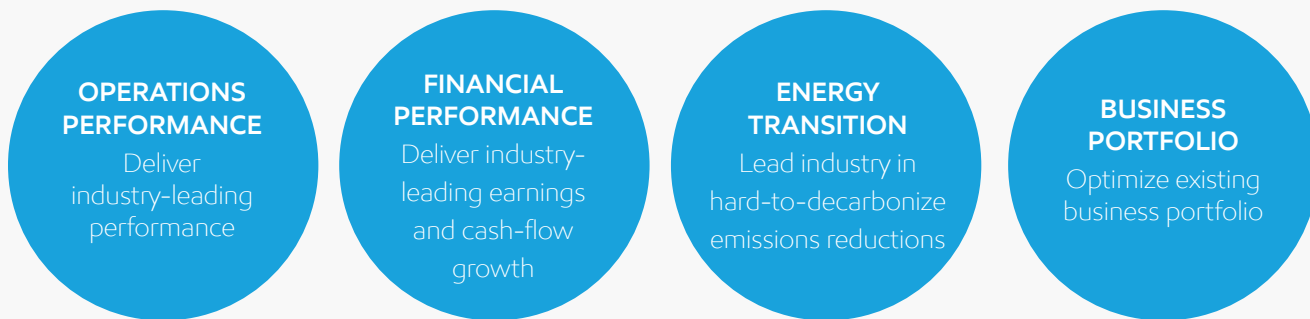 OPERATIONS
PERFORMANCE
Deliver
industry-leading
performance
FINANCIAL
PERFORMANCE
Deliver industry-
leading earnings
and cash-flow
growth
ENERGY
TRANSITION
Lead industry in
hard-to-decarbonize
emissions reductions
BUSINESS
PORTFOLIO
Optimize existing
business portfolio